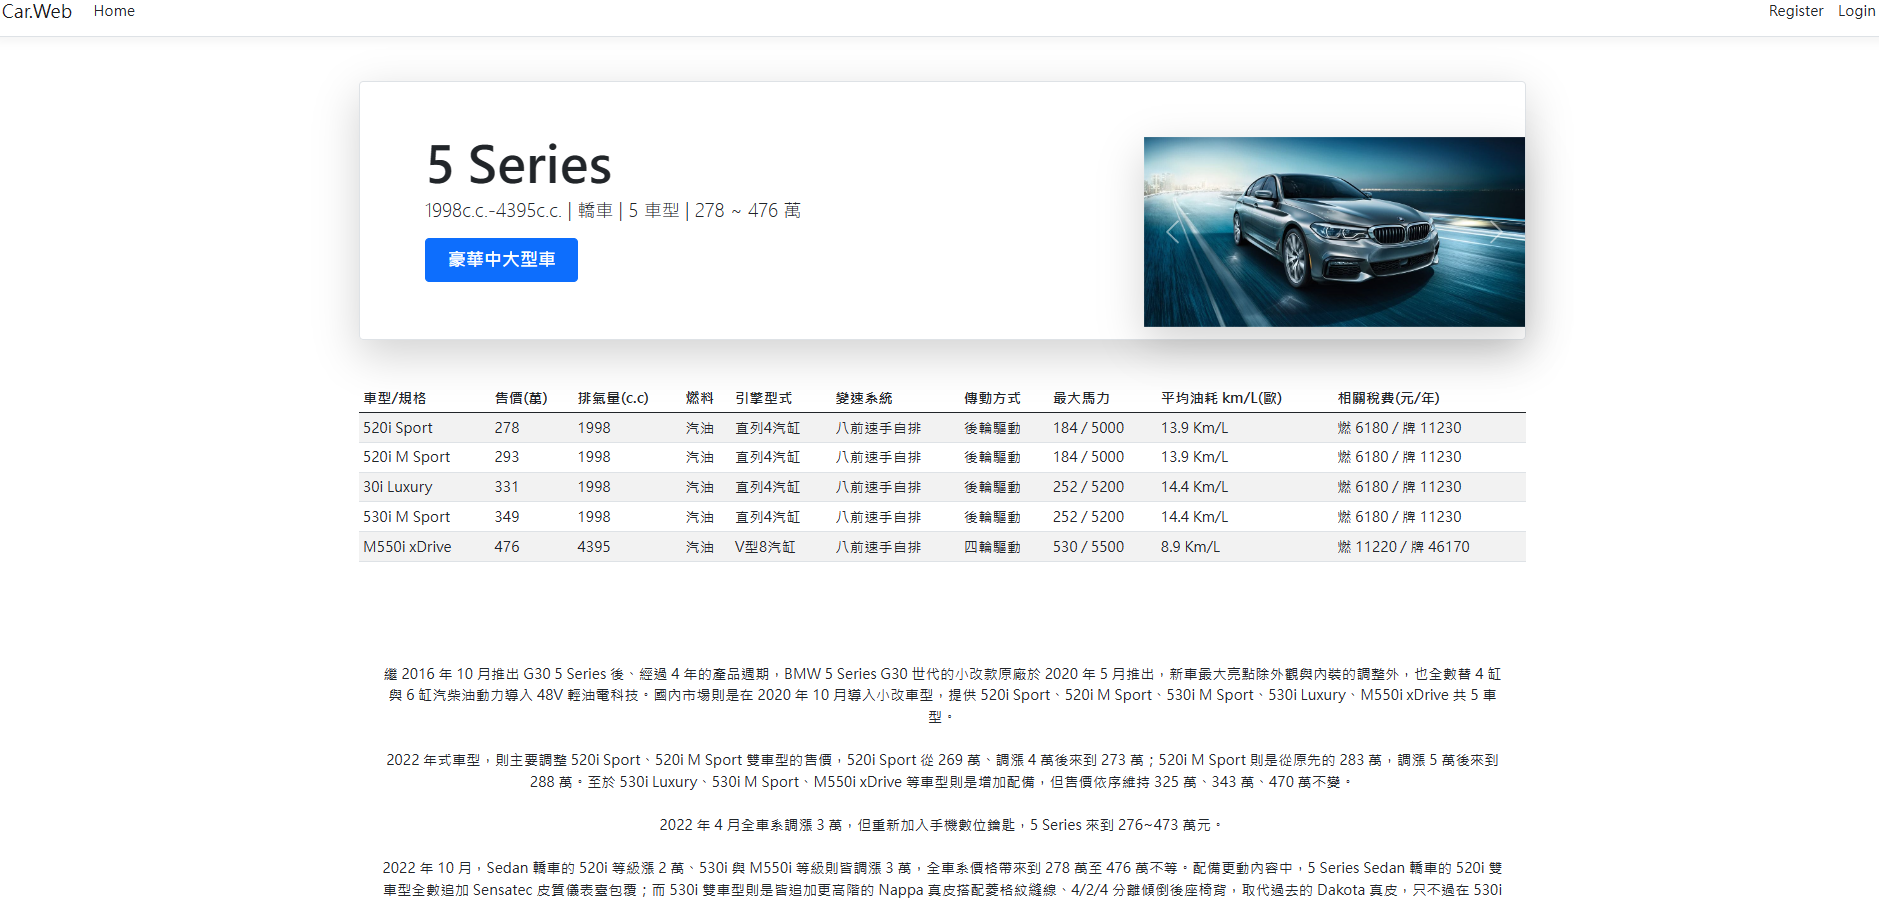 Car.Web Home Register Login
5 Series
1998c.c.-4395c.c. | 轎車 | 5 車型 | 278 ~ 476 萬
豪華中大型車
車型/規格 售價(萬) 排氣量(c.c) 燃料 引擎型式 變速系統 傳動方式 最大馬力 平均油耗 km/L(歐) 相關稅費(元/年)
520i Sport 278 1998 汽油 直列4汽缸 八前速手自排 後輪驅動 184 / 5000 13.9 Km/L 燃 6180 / 牌 11230
520i M Sport 293 1998 汽油 直列4汽缸 八前速手自排 後輪驅動 184 / 5000 13.9 Km/L 燃 6180 / 牌 11230
30i Luxury 331 1998 汽油 直列4汽缸 八前速手自排 後輪驅動 252 / 5200 14.4 Km/L 燃 6180 / 牌 11230
530i M Sport 349 1998 汽油 直列4汽缸 八前速手自排 後輪驅動 252 / 5200 14.4 Km/L 燃 6180 / 牌 11230
M550i xDrive 476 4395 汽油 V型8汽缸 八前速手自排 四輪驅動 530 / 5500 8.9 Km/L 燃 11220 / 牌 46170
繼 2016 年 10 月推出 G30 5 Series 後、經過 4 年的產品週期，BMW 5 Series G30 世代的小改款原廠於 2020 年 5 月推出，新車最大亮點除外觀與內裝的調整外，也全數替 4 缸
與 6 缸汽柴油動力導入 48V 輕油電科技。國內市場則是在 2020 年 10 月導入小改車型，提供 520i Sport、520i M Sport、530i M Sport、530i Luxury、M550i xDrive 共 5 車
型。
2022 年式車型，則主要調整 520i Sport、520i M Sport 雙車型的售價，520i Sport 從 269 萬、調漲 4 萬後來到 273 萬；520i M Sport 則是從原先的 283 萬，調漲 5 萬後來到
288 萬。至於 530i Luxury、530i M Sport、M550i xDrive 等車型則是增加配備，但售價依序維持 325 萬、343 萬、470 萬不變。
2022 年 4 月全車系調漲 3 萬，但重新加入手機數位鑰匙，5 Series 來到 276~473 萬元。
2022 年 10 月，Sedan 轎車的 520i 等級漲 2 萬、530i 與 M550i 等級則皆調漲 3 萬，全車系價格帶來到 278 萬至 476 萬不等。配備更動內容中，5 Series Sedan 轎車的 520i 雙
車型全數追加 Sensatec 皮質儀表臺包覆；而 530i 雙車型則是皆追加更高階的 Nappa 真皮搭配菱格紋縫線、4/2/4 分離傾倒後座椅背，取代過去的 Dakota 真皮，只不過在 530i